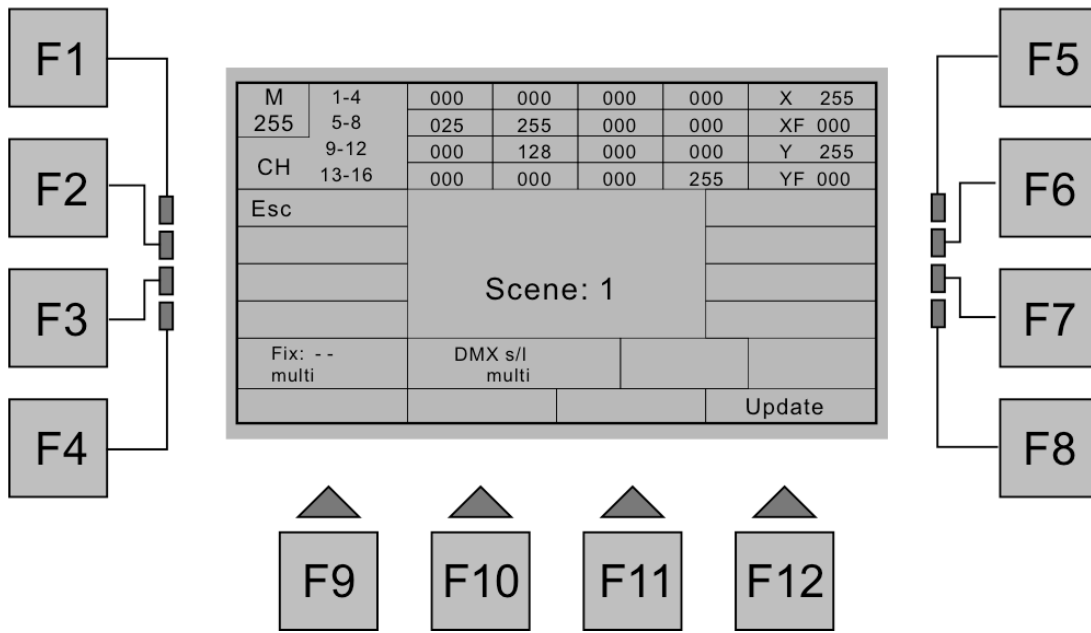 F1
F5
M 1-4 000 000 000 000 X 255
255 5-8 025 255 000 000 XF 000
9-12 000 128 000 000 Y 255
CH 13-16 000 000 000 255 YF 000
F2
F6
Esc
Scene: 1
F3
F7
Fix: - - DMX s/l
multi multi
Update
F4
F8
F9 F10 F11 F12